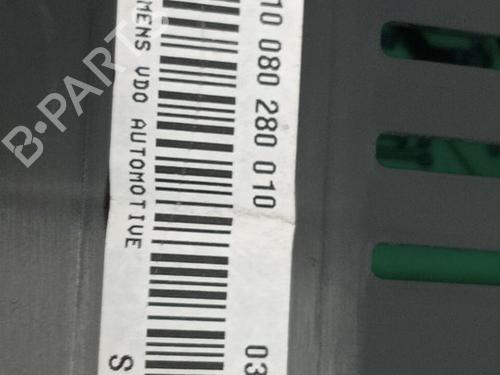 10 080 280 010
MENS VDO AUTOMOTIVE
03
S
B-PARTS